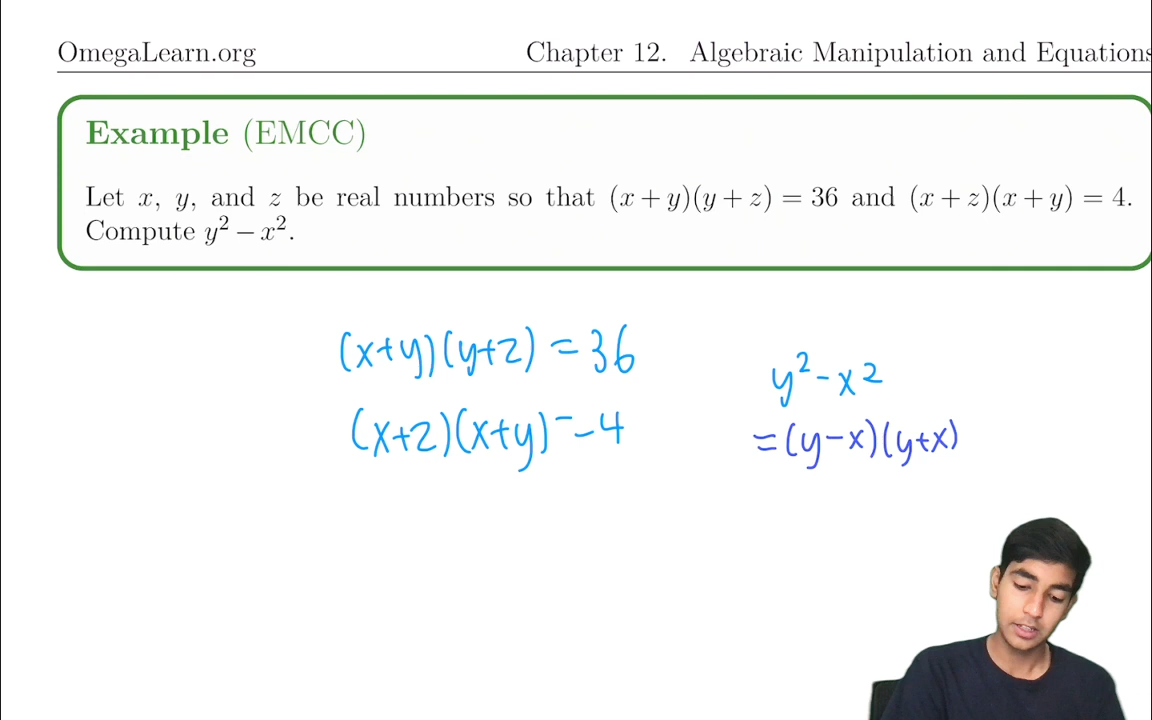 OmegaLearn.org Chapter 12. Algebraic Manipulation and Equations
Example (EMCC)
Let x, y, and z be real numbers so that (x + y)(y + z) = 36 and (x + z)(x + y) = 4.
Compute y² − x².
(x+y)(y+z) = 36
y²-x²
(x+z)(x+y) = -4
=(y-x)(y+x)